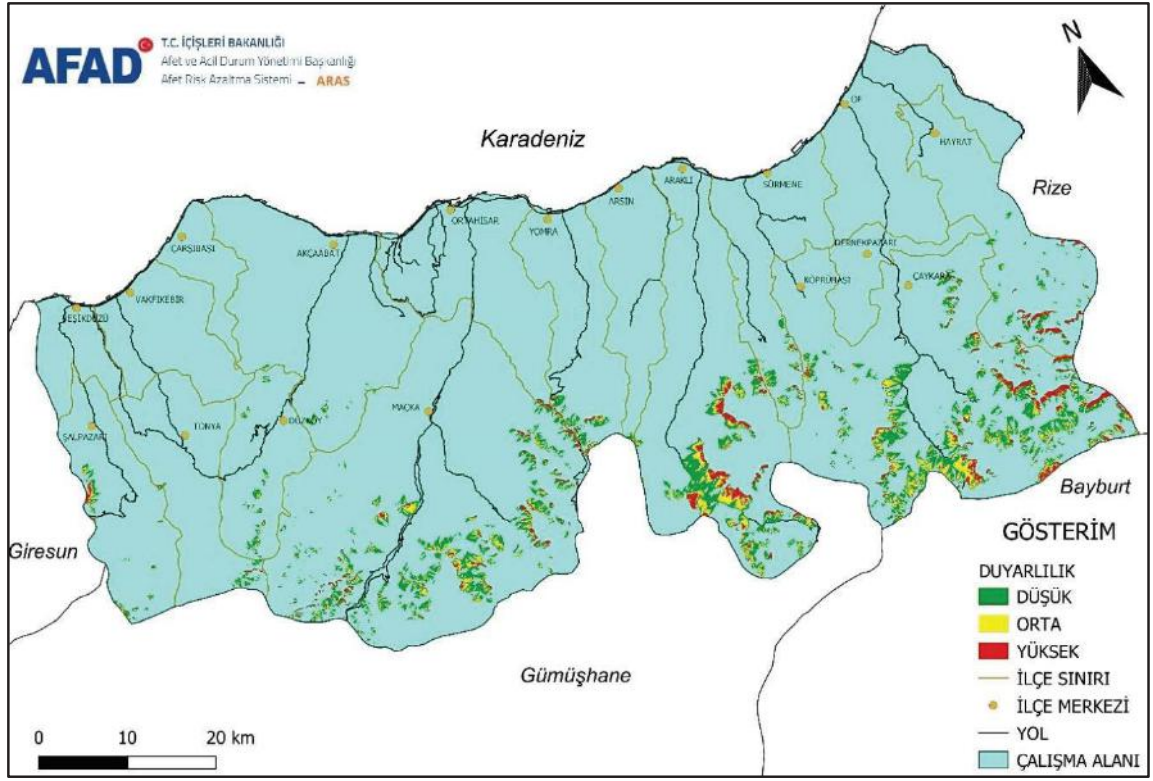 AFAD
T.C. İÇİŞLERİ BAKANLIĞI
Afet ve Acil Durum Yönetimi Başkanlığı
Afet Risk Azaltma Sistemi – ARAS
N
Karadeniz
OF
HAYRAT
Rize
ARAKLI
SÜRMENE
ARSİN
ORTAHİSAR
YOMRA
ÇARŞIBAŞI
AKÇAABAT
DERNEKPAZARI
KÖPRÜBAŞI
ÇAYKARA
VAKFIKEBİR
BEŞİKDÜZÜ
MAÇKA
DÜZKÖY
TONYA
ŞALPAZARI
Bayburt
Giresun
Gümüşhane
GÖSTERİM
DUYARLILIK
DÜŞÜK
ORTA
YÜKSEK
İLÇE SINIRI
İLÇE MERKEZİ
YOL
ÇALIŞMA ALANI
0 10 20 km